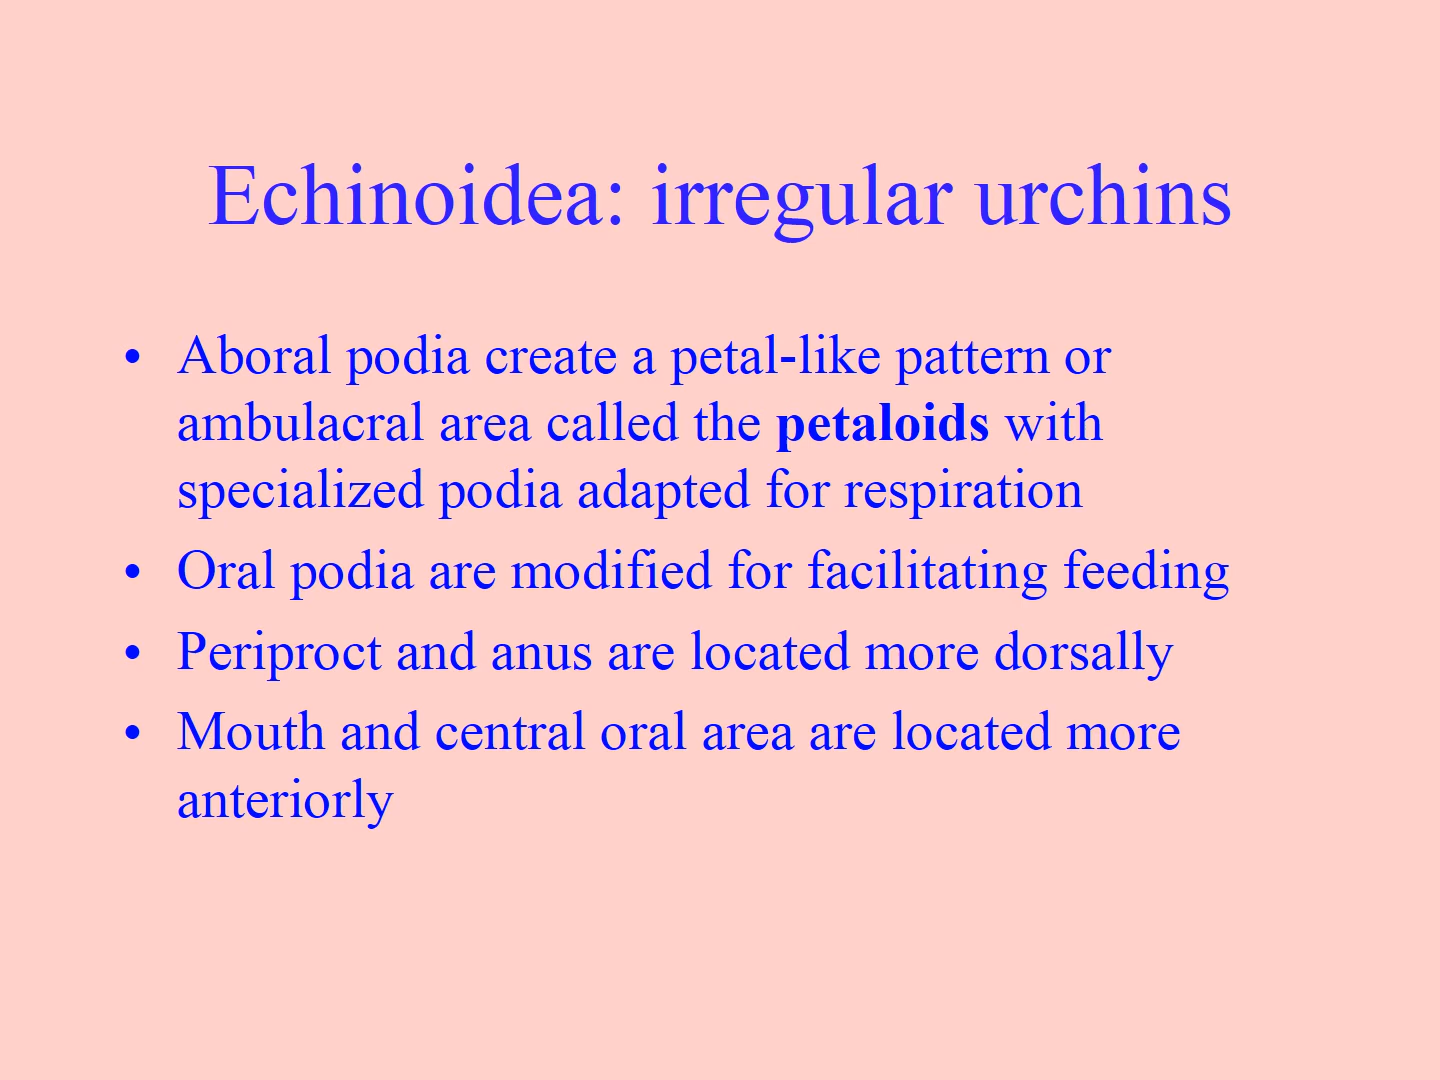 Echinoidea: irregular urchins
• Aboral podia create a petal-like pattern or
ambulacral area called the petaloids with
specialized podia adapted for respiration
• Oral podia are modified for facilitating feeding
• Periproct and anus are located more dorsally
• Mouth and central oral area are located more
anteriorly